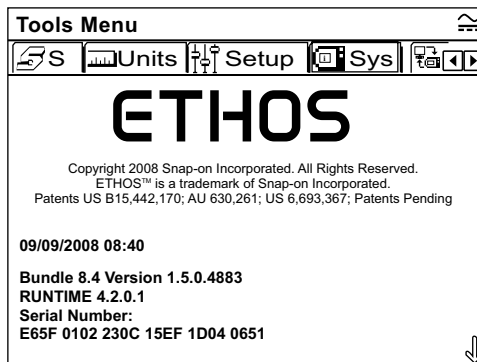 Tools Menu
S Units Setup Sys
ETHOS
Copyright 2008 Snap-on Incorporated. All Rights Reserved.
ETHOS™ is a trademark of Snap-on Incorporated.
Patents US B15,442,170; AU 630,261; US 6,693,367; Patents Pending
09/09/2008 08:40
Bundle 8.4 Version 1.5.0.4883
RUNTIME 4.2.0.1
Serial Number:
E65F 0102 230C 15EF 1D04 0651